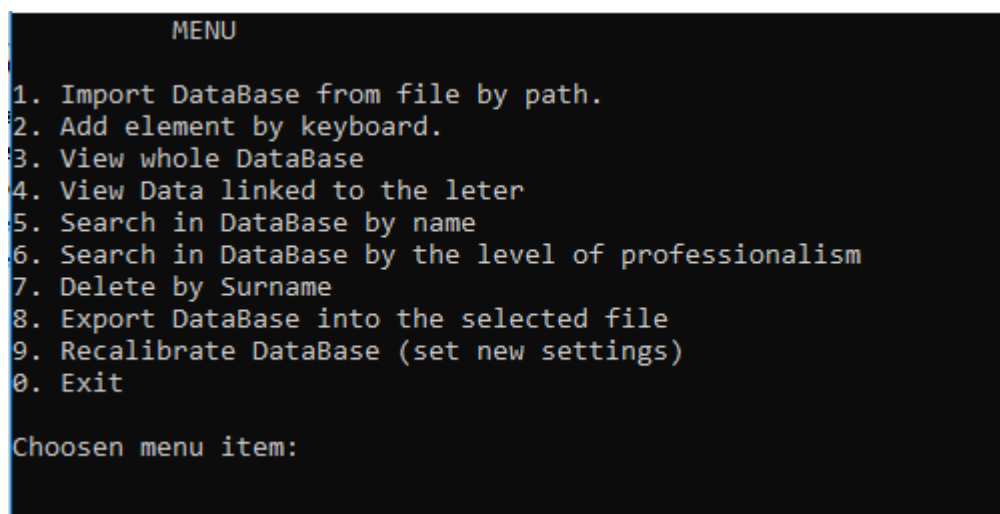 MENU
1. Import DataBase from file by path.
2. Add element by keyboard.
3. View whole DataBase
4. View Data linked to the leter
5. Search in DataBase by name
6. Search in DataBase by the level of professionalism
7. Delete by Surname
8. Export DataBase into the selected file
9. Recalibrate DataBase (set new settings)
0. Exit
Choosen menu item: